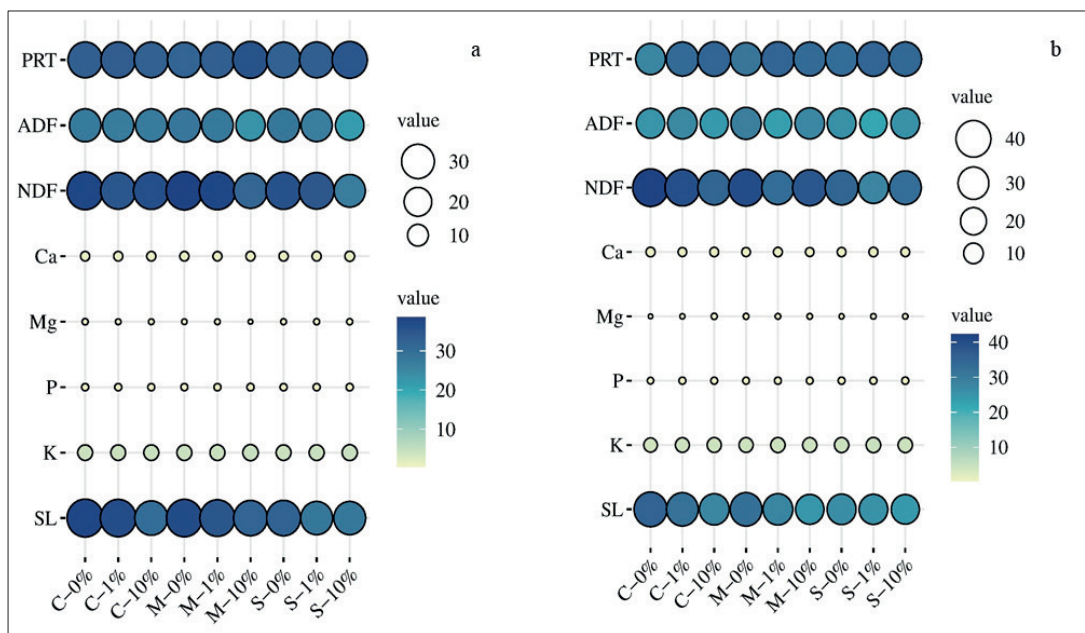 a
PRT
ADF
NDF
Ca
Mg
P
K
SL
C–0%
C–1%
C–10%
M–0%
M–1%
M–10%
S–0%
S–1%
S–10%
value
30
20
10
value
30
20
10
b
PRT
ADF
NDF
Ca
Mg
P
K
SL
C–0%
C–1%
C–10%
M–0%
M–1%
M–10%
S–0%
S–1%
S–10%
value
40
30
20
10
value
40
30
20
10